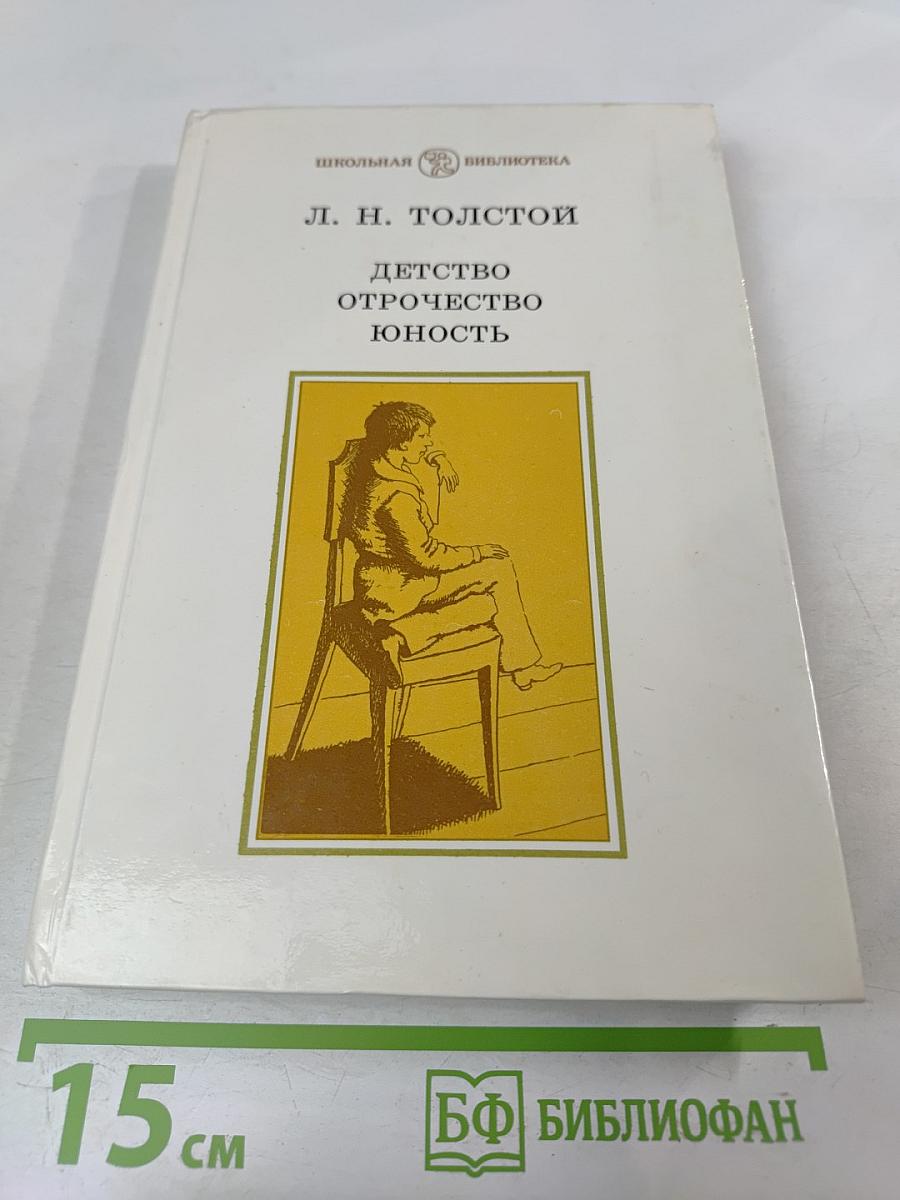 ШКОЛЬНАЯ БИБЛИОТЕКА
Л. Н. ТОЛСТОЙ
ДЕТСТВО
ОТРОЧЕСТВО
ЮНОСТЬ
15 см
БФ БИБЛИОФАН